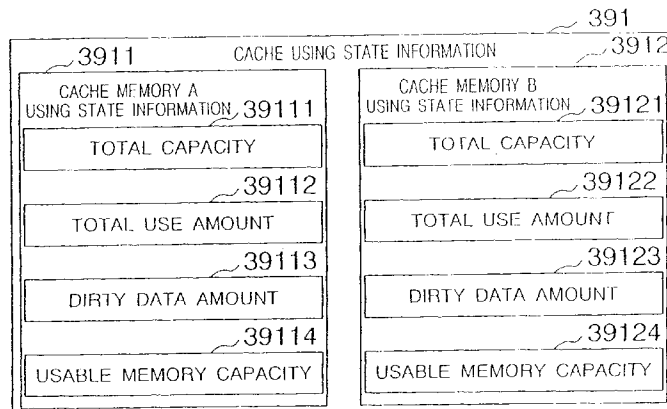 391
3911
CACHE USING STATE INFORMATION
3912
CACHE MEMORY A
USING STATE INFORMATION
39111
TOTAL CAPACITY
39112
TOTAL USE AMOUNT
39113
DIRTY DATA AMOUNT
39114
USABLE MEMORY CAPACITY
CACHE MEMORY B
USING STATE INFORMATION
39121
TOTAL CAPACITY
39122
TOTAL USE AMOUNT
39123
DIRTY DATA AMOUNT
39124
USABLE MEMORY CAPACITY